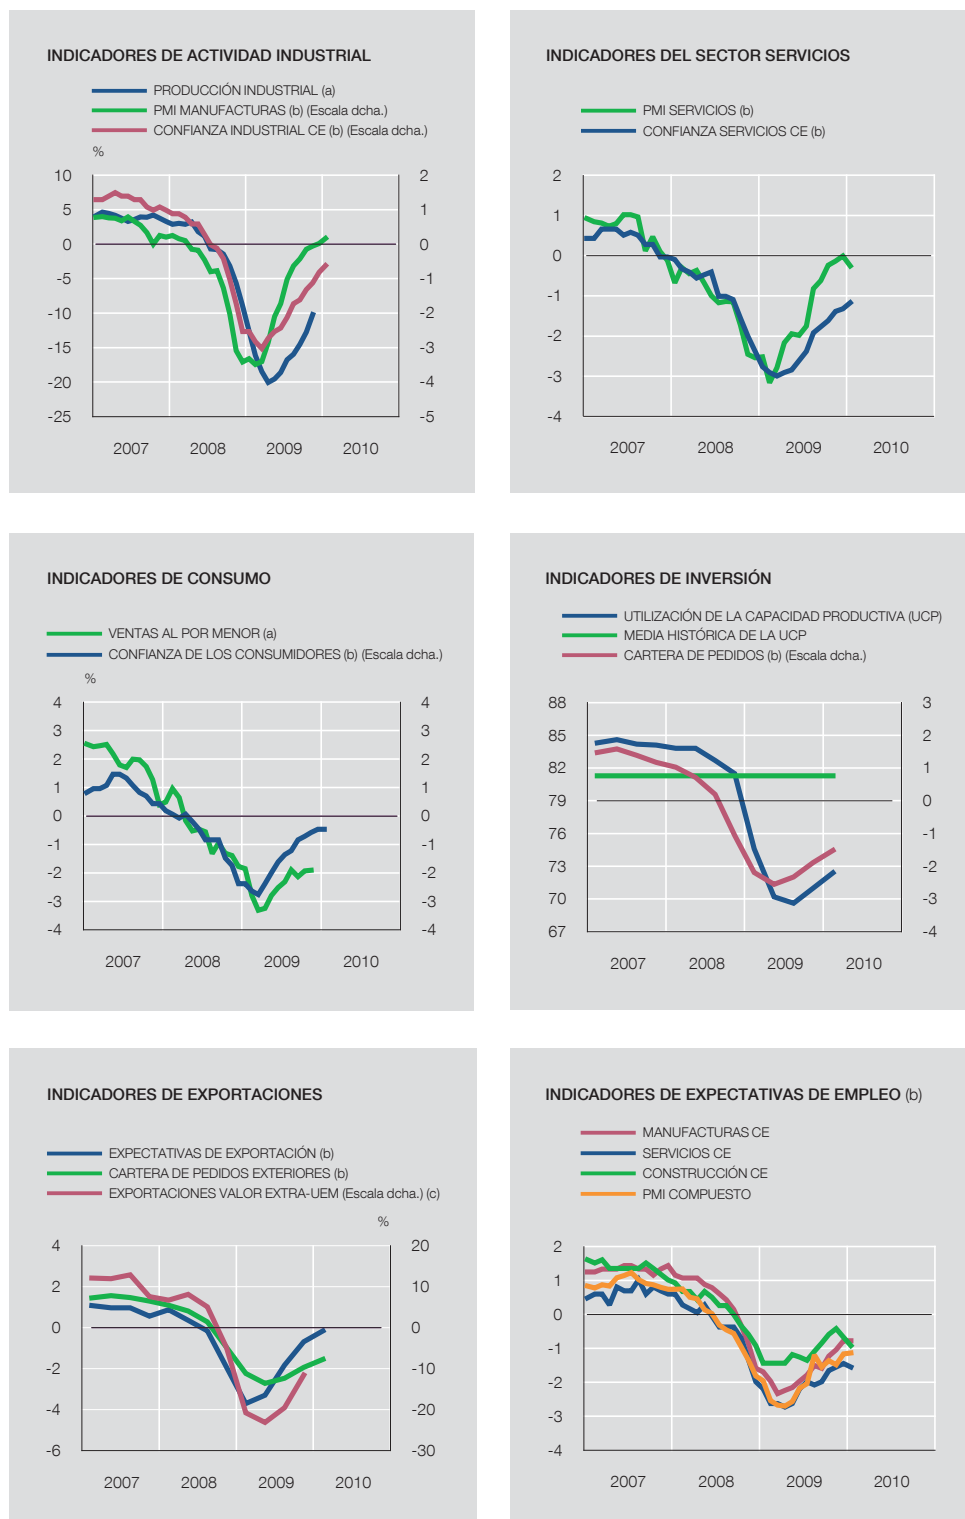 INDICADORES DE ACTIVIDAD INDUSTRIAL
PRODUCCIÓN INDUSTRIAL (a)
PMI MANUFACTURAS (b) (Escala dcha.)
CONFIANZA INDUSTRIAL CE (b) (Escala dcha.)
%
10 2
5 1
0 0
-5 -1
-10 -2
-15 -3
-20 -4
-25 -5
2007 2008 2009 2010
INDICADORES DEL SECTOR SERVICIOS
PMI SERVICIOS (b)
CONFIANZA SERVICIOS CE (b)
2
1
0
-1
-2
-3
-4
2007 2008 2009 2010
INDICADORES DE CONSUMO
VENTAS AL POR MENOR (a)
CONFIANZA DE LOS CONSUMIDORES (b) (Escala dcha.)
%
4 4
3 3
2 2
1 1
0 0
-1 -1
-2 -2
-3 -3
-4 -4
2007 2008 2009 2010
INDICADORES DE INVERSIÓN
UTILIZACIÓN DE LA CAPACIDAD PRODUCTIVA (UCP)
MEDIA HISTÓRICA DE LA UCP
CARTERA DE PEDIDOS (b) (Escala dcha.)
88 3
85 2
82 1
79 0
76 -1
73 -2
70 -3
67 -4
2007 2008 2009 2010
INDICADORES DE EXPORTACIONES
EXPECTATIVAS DE EXPORTACIÓN (b)
CARTERA DE PEDIDOS EXTERIORES (b)
EXPORTACIONES VALOR EXTRA-UEM (Escala dcha.) (c)
%
4 20
2 10
0 0
-2 -10
-4 -20
-6 -30
2007 2008 2009 2010
INDICADORES DE EXPECTATIVAS DE EMPLEO (b)
MANUFACTURAS CE
SERVICIOS CE
CONSTRUCCIÓN CE
PMI COMPUESTO
2
1
0
-1
-2
-3
-4
2007 2008 2009 2010